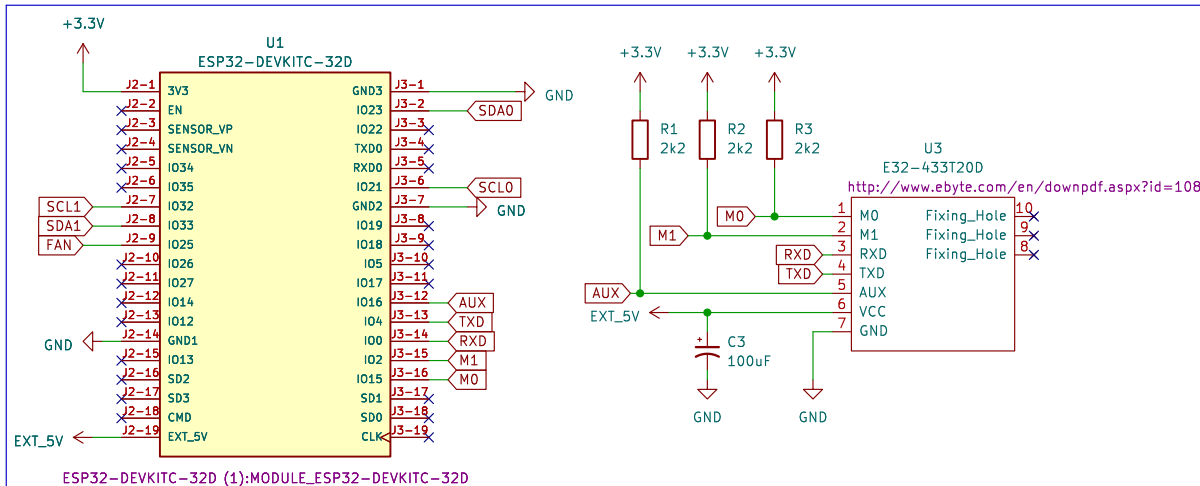 +3.3V
U1
ESP32-DEVKITC-32D
J2-1 3V3 GND3 J3-1 GND
J2-2 EN IO23 J3-2 SDA0
J2-3 SENSOR_VP IO22 J3-3
J2-4 SENSOR_VN TXD0 J3-4
J2-5 IO34 RXD0 J3-5
J2-6 IO35 IO21 J3-6 SCL0
SCL1 J2-7 IO32 GND2 J3-7 GND
SDA1 J2-8 IO33 IO19 J3-8
FAN J2-9 IO25 IO18 J3-9
J2-10 IO26 IO5 J3-10
J2-11 IO27 IO17 J3-11
J2-12 IO14 IO16 J3-12 AUX
J2-13 IO12 IO4 J3-13 TXD
GND J2-14 GND1 IO0 J3-14 RXD
J2-15 IO13 IO2 J3-15 M1
J2-16 SD2 IO15 J3-16 M0
J2-17 SD3 SD1 J3-17
J2-18 CMD SD0 J3-18
EXT_5V J2-19 EXT_5V CLK J3-19
ESP32-DEVKITC-32D (1):MODULE_ESP32-DEVKITC-32D
+3.3V +3.3V +3.3V
R1 R2 R3
2k2 2k2 2k2
U3
E32-433T20D
http://www.ebyte.com/en/downpdf.aspx?id=108
M0 1 M0 Fixing_Hole 10
M1 2 M1 Fixing_Hole 9
RXD 3 RXD Fixing_Hole 8
TXD 4 TXD
AUX 5 AUX
EXT_5V 6 VCC
7 GND
+ C3
100uF
GND GND